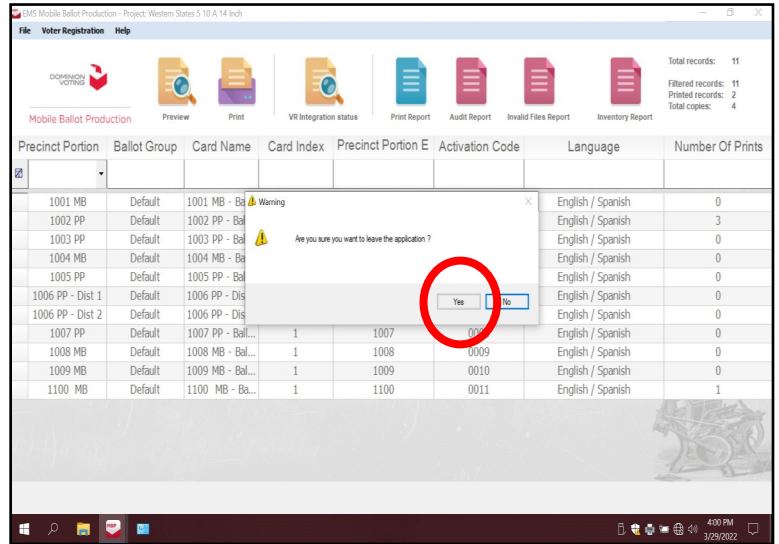 EMS Mobile Ballot Production - Project: Western States 5 10 A 14 Inch
File Voter Registration Help
DOMINION VOTING
Mobile Ballot Production
Preview
Print
VR Integration status
Print Report
Audit Report
Invalid Files Report
Inventory Report
Total records: 11
Filtered records: 11
Printed records: 2
Total copies: 4
Precinct Portion Ballot Group Card Name Card Index Precinct Portion E Activation Code Language Number Of Prints
1001 MB Default 1001 MB - Ba English / Spanish 0
1002 PP Default 1002 PP - Bal English / Spanish 3
1003 PP Default 1003 PP - Bal English / Spanish 0
1004 MB Default 1004 MB - Ba English / Spanish 0
1005 PP Default 1005 PP - Bal English / Spanish 0
1006 PP - Dist 1 Default 1006 PP - Dis English / Spanish 0
1006 PP - Dist 2 Default 1006 PP - Dis English / Spanish 0
1007 PP Default 1007 PP - Ball... 1 1007 English / Spanish 0
1008 MB Default 1008 MB - Bal... 1 1008 0009 English / Spanish 0
1009 MB Default 1009 MB - Bal... 1 1009 0010 English / Spanish 0
1100 MB Default 1100 MB - Ba... 1 1100 0011 English / Spanish 1
Warning
Are you sure you want to leave the application ?
Yes
No
MBP
4:00 PM
3/29/2022